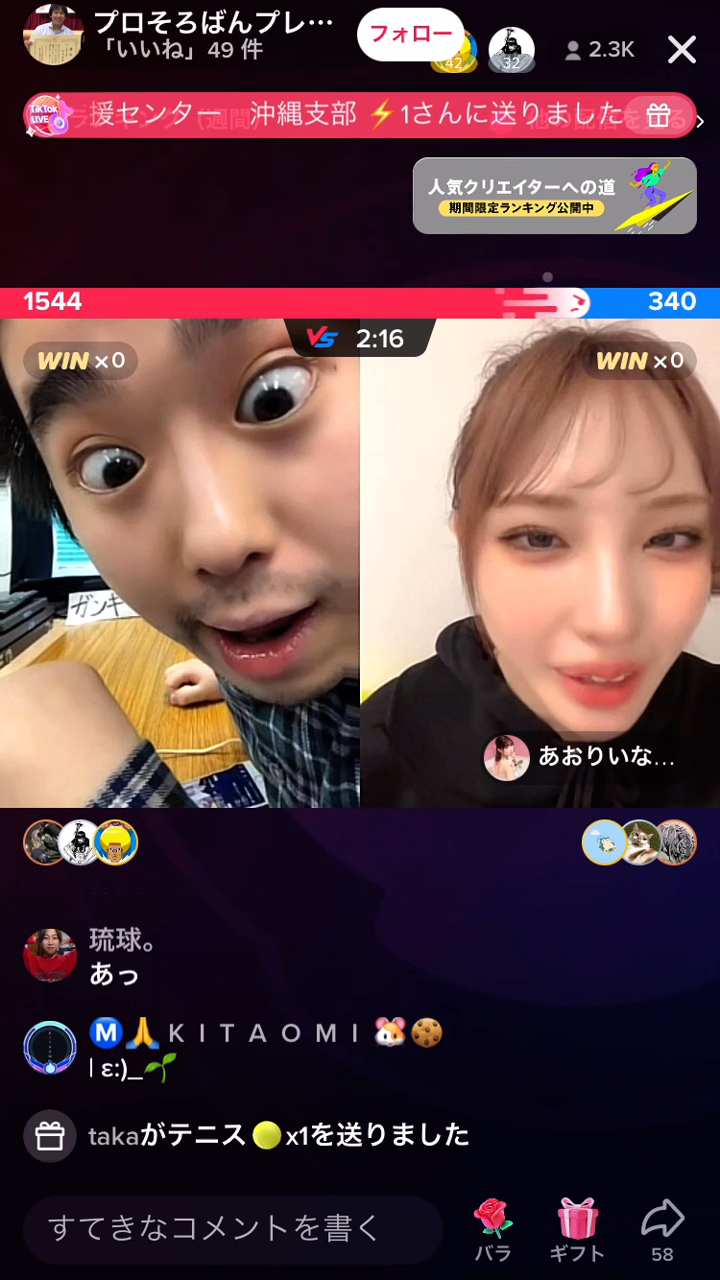 プロそろばんプレ…
「いいね」49 件
フォロー
42
32
2.3K
TikTok LIVE
援センター 沖縄支部 ⚡1さんに送りました
人気クリエイターへの道
期間限定ランキング公開中
1544
340
VS 2:16
WIN ×0
WIN ×0
ガンキ
あおりいな…
琉球。
あっ
Ⓜ️🙏K I T A O M I 🐹🍪
| ε:)_🌱
takaがテニス🎾x1を送りました
すてきなコメントを書く
バラ
ギフト
58